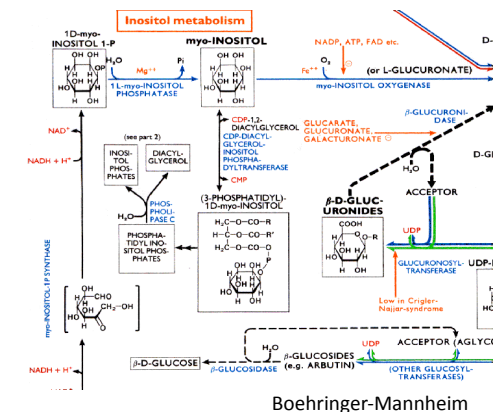 Inositol metabolism
1D-myo-
INOSITOL 1-P
H₂O
Mg++
Pi
1L-myo-INOSITOL
PHOSPHATASE
myo-INOSITOL
NADP, ATP, FAD etc.
O₂
Fe++
(or L-GLUCURONATE)
myo-INOSITOL OXYGENASE
D-
β-GLUCURONI-
DASE
GLUCARATE,
GLUCURONATE,
GALACTURONATE
H₂O
D-G
ACCEPTOR
CDP-1,2-
DIACYLGLYCEROL
CDP-DIACYL-
GLYCEROL-
INOSITOL
PHOSPHA-
DYLTRANSFERASE
CMP
NAD+
NADH + H+
(see part 2)
INOSI-
TOL
PHOS-
PHATES
DIACYL-
GLYCEROL
H₂O
PHOS-
PHOLI-
PASE C
PHOSPHA-
TIDYL INO-
SITOL PHOS-
PHATES
(3-PHOSPHATIDYL)-
1D-myo-INOSITOL
β-D-GLUC-
URONIDES
UDP
GLUCURONOSYL-
TRANSFERASE
UDP-
Low in Crigler-
Najjar-syndrome
myo-INOSITOL-1P SYNTHASE
NADH + H+
β-D-GLUCOSE
β-GLUCOSIDASE
H₂O
β-GLUCOSIDES
(e.g. ARBUTIN)
UDP
ACCEPTOR (AGLYCO
(OTHER GLUCOSYL-
TRANSFERASES)
Boehringer-Mannheim